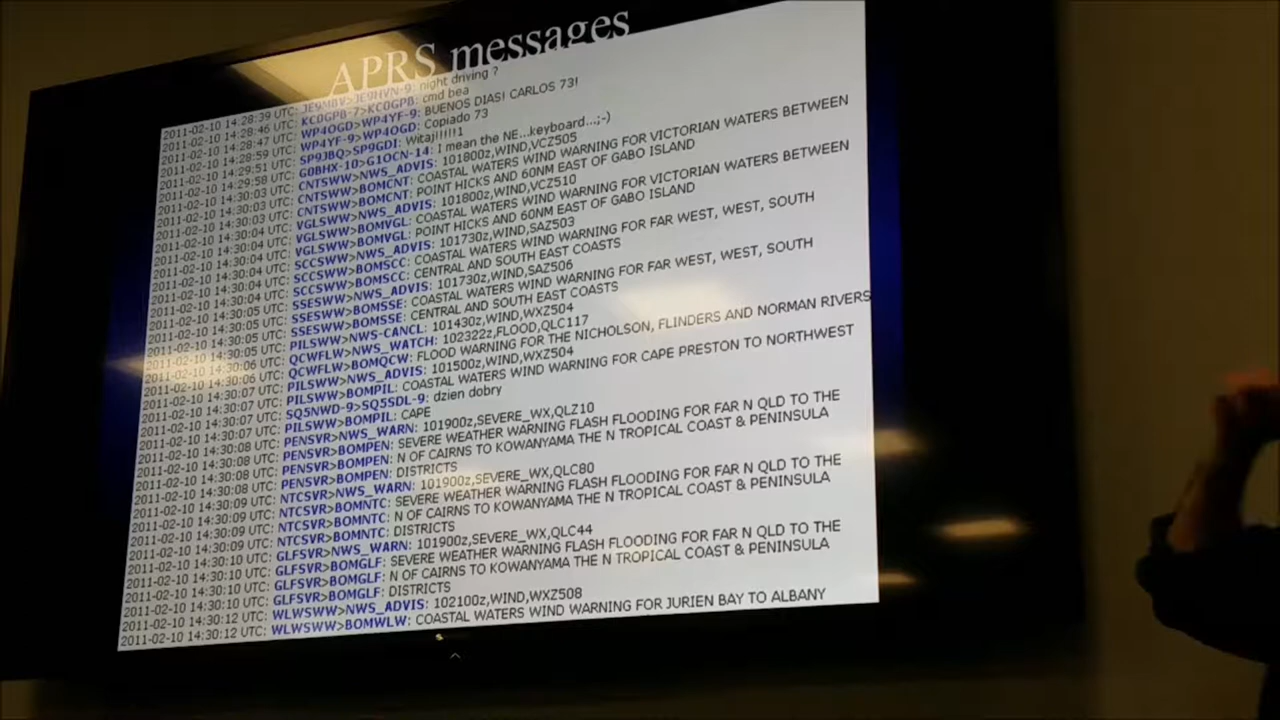 APRS messages
2011-02-10 14:28:39 UTC: JE9MBV>JE9HVN-9: night driving ?
2011-02-10 14:28:46 UTC: KC0GPB-7>KC0GPB: cmd bea
2011-02-10 14:28:47 UTC: WP4OGD>WP4YF-9: BUENOS DIAS! CARLOS 73!
2011-02-10 14:28:59 UTC: WP4YF-9>WP4OGD: Copiado 73
2011-02-10 14:29:51 UTC: SP9JBQ>SP9GDI: Witaj!!!!!1
2011-02-10 14:29:58 UTC: G0BHX-10>G1OCN-14: I mean the NE...keyboard...;-)
2011-02-10 14:30:03 UTC: CNTSWW>NWS_ADVIS: 101800z,WIND,VCZ505
2011-02-10 14:30:03 UTC: CNTSWW>BOMCNT: COASTAL WATERS WIND WARNING FOR VICTORIAN WATERS BETWEEN
2011-02-10 14:30:03 UTC: CNTSWW>BOMCNT: POINT HICKS AND 60NM EAST OF GABO ISLAND
2011-02-10 14:30:04 UTC: VGLSWW>NWS_ADVIS: 101800z,WIND,VCZ510
2011-02-10 14:30:04 UTC: VGLSWW>BOMVGL: COASTAL WATERS WIND WARNING FOR VICTORIAN WATERS BETWEEN
2011-02-10 14:30:04 UTC: VGLSWW>BOMVGL: POINT HICKS AND 60NM EAST OF GABO ISLAND
2011-02-10 14:30:04 UTC: SCCSWW>NWS_ADVIS: 101730z,WIND,SAZ503
2011-02-10 14:30:04 UTC: SCCSWW>BOMSCC: COASTAL WATERS WIND WARNING FOR FAR WEST, WEST, SOUTH
2011-02-10 14:30:04 UTC: SCCSWW>BOMSCC: CENTRAL AND SOUTH EAST COASTS
2011-02-10 14:30:05 UTC: SSESWW>NWS_ADVIS: 101730z,WIND,SAZ506
2011-02-10 14:30:05 UTC: SSESWW>BOMSSE: COASTAL WATERS WIND WARNING FOR FAR WEST, WEST, SOUTH
2011-02-10 14:30:05 UTC: SSESWW>BOMSSE: CENTRAL AND SOUTH EAST COASTS
2011-02-10 14:30:05 UTC: PILSWW>NWS-CANCL: 101430z,WIND,WXZ504
2011-02-10 14:30:06 UTC: QCWFLW>NWS_WATCH: 102322z,FLOOD,QLC117
2011-02-10 14:30:06 UTC: QCWFLW>BOMQCW: FLOOD WARNING FOR THE NICHOLSON, FLINDERS AND NORMAN RIVERS
2011-02-10 14:30:07 UTC: PILSWW>NWS_ADVIS: 101500z,WIND,WXZ504
2011-02-10 14:30:07 UTC: PILSWW>BOMPIL: COASTAL WATERS WIND WARNING FOR CAPE PRESTON TO NORTHWEST
2011-02-10 14:30:07 UTC: SQ5NWD-9>SQ5SDL-9: dzien dobry
2011-02-10 14:30:07 UTC: PILSWW>BOMPIL: CAPE
2011-02-10 14:30:08 UTC: PENSVR>NWS_WARN: 101900z,SEVERE_WX,QLZ10
2011-02-10 14:30:08 UTC: PENSVR>BOMPEN: SEVERE WEATHER WARNING FLASH FLOODING FOR FAR N QLD TO THE
2011-02-10 14:30:08 UTC: PENSVR>BOMPEN: N OF CAIRNS TO KOWANYAMA THE N TROPICAL COAST & PENINSULA
2011-02-10 14:30:08 UTC: PENSVR>BOMPEN: DISTRICTS
2011-02-10 14:30:09 UTC: NTCSVR>NWS_WARN: 101900z,SEVERE_WX,QLC80
2011-02-10 14:30:09 UTC: NTCSVR>BOMNTC: SEVERE WEATHER WARNING FLASH FLOODING FOR FAR N QLD TO THE
2011-02-10 14:30:09 UTC: NTCSVR>BOMNTC: N OF CAIRNS TO KOWANYAMA THE N TROPICAL COAST & PENINSULA
2011-02-10 14:30:09 UTC: NTCSVR>BOMNTC: DISTRICTS
2011-02-10 14:30:10 UTC: GLFSVR>NWS_WARN: 101900z,SEVERE_WX,QLC44
2011-02-10 14:30:10 UTC: GLFSVR>BOMGLF: SEVERE WEATHER WARNING FLASH FLOODING FOR FAR N QLD TO THE
2011-02-10 14:30:10 UTC: GLFSVR>BOMGLF: N OF CAIRNS TO KOWANYAMA THE N TROPICAL COAST & PENINSULA
2011-02-10 14:30:10 UTC: GLFSVR>BOMGLF: DISTRICTS
2011-02-10 14:30:12 UTC: WLWSWW>NWS_ADVIS: 102100z,WIND,WXZ508
2011-02-10 14:30:12 UTC: WLWSWW>BOMWLW: COASTAL WATERS WIND WARNING FOR JURIEN BAY TO ALBANY